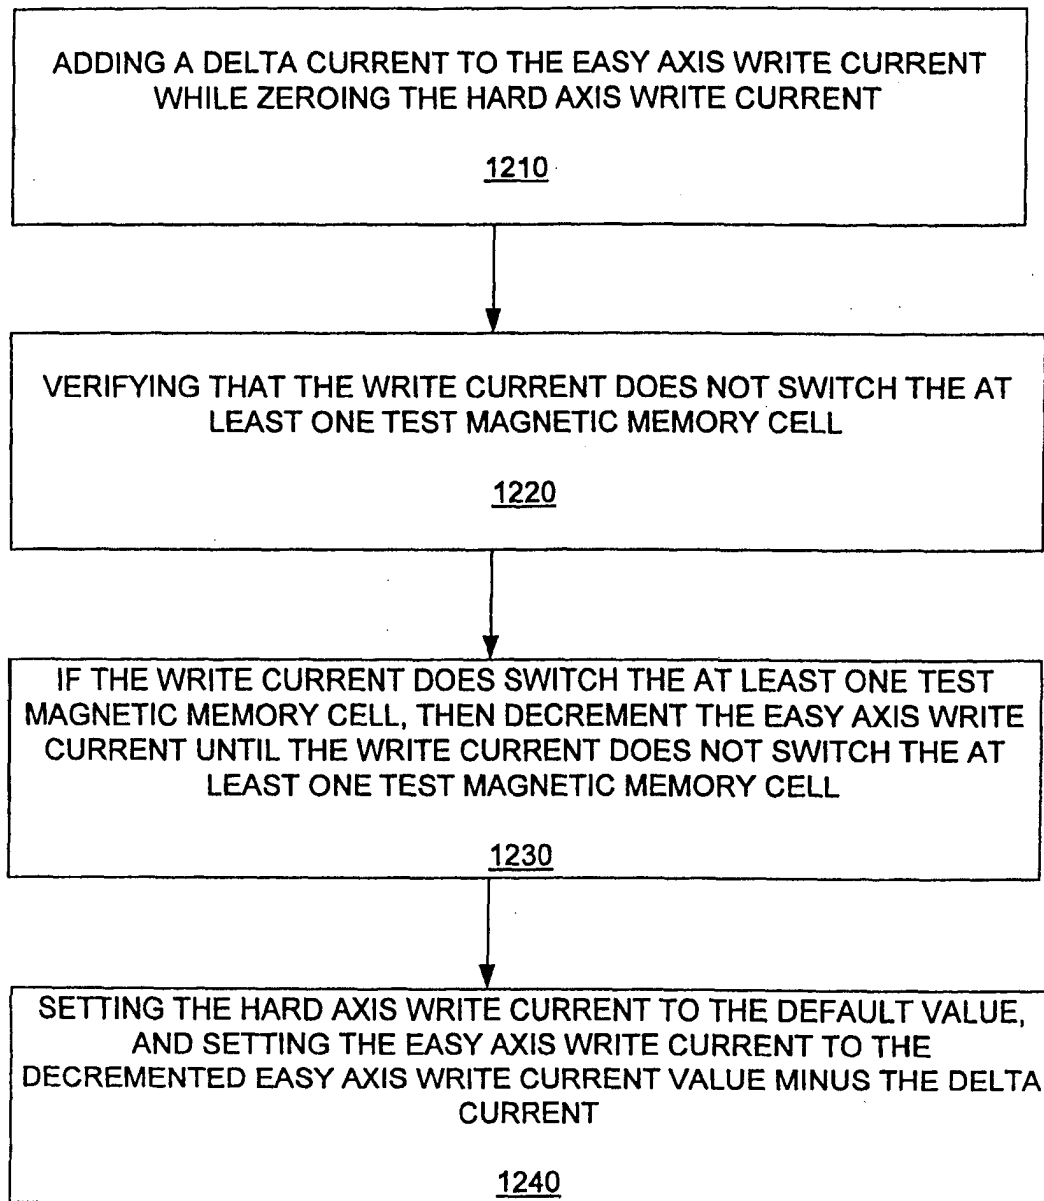 ADDING A DELTA CURRENT TO THE EASY AXIS WRITE CURRENT
WHILE ZEROING THE HARD AXIS WRITE CURRENT
1210
VERIFYING THAT THE WRITE CURRENT DOES NOT SWITCH THE AT
LEAST ONE TEST MAGNETIC MEMORY CELL
1220
IF THE WRITE CURRENT DOES SWITCH THE AT LEAST ONE TEST
MAGNETIC MEMORY CELL, THEN DECREMENT THE EASY AXIS WRITE
CURRENT UNTIL THE WRITE CURRENT DOES NOT SWITCH THE AT
LEAST ONE TEST MAGNETIC MEMORY CELL
1230
SETTING THE HARD AXIS WRITE CURRENT TO THE DEFAULT VALUE,
AND SETTING THE EASY AXIS WRITE CURRENT TO THE
DECREMENTED EASY AXIS WRITE CURRENT VALUE MINUS THE DELTA
CURRENT
1240